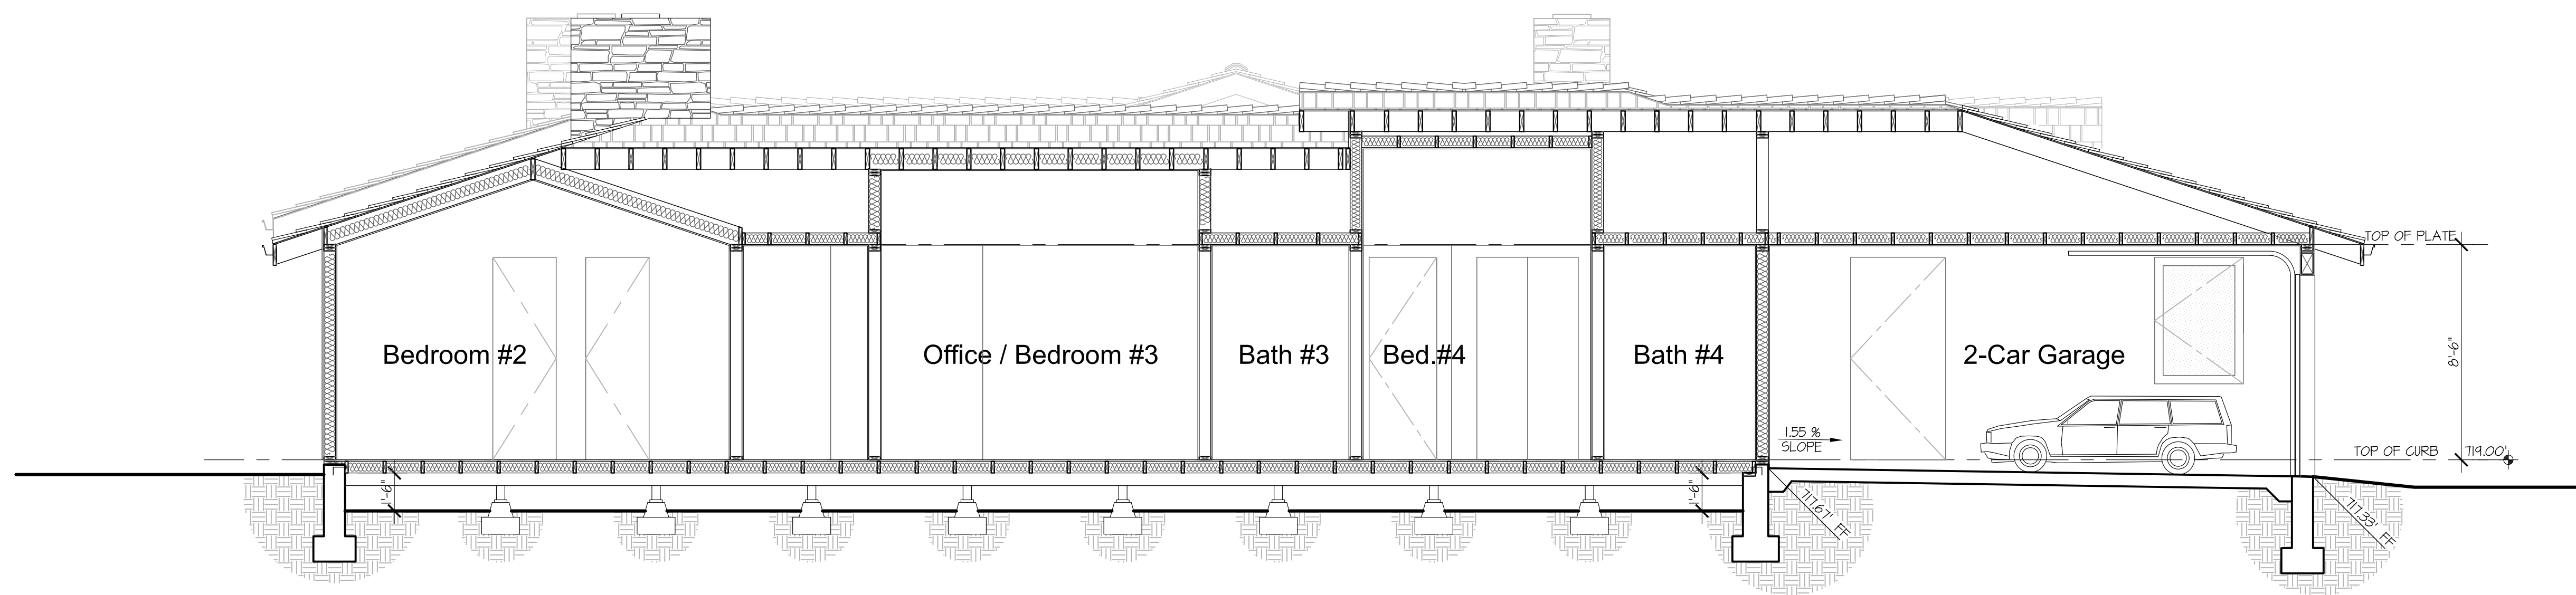 TOP OF PLATE
Bedroom #2
Office / Bedroom #3
Bath #3
Bed.#4
Bath #4
2-Car Garage
8'-6"
1.55 %
SLOPE
TOP OF CURB 719.00'
1'-6"
1'-6"
717.67' FF
717.33' FF